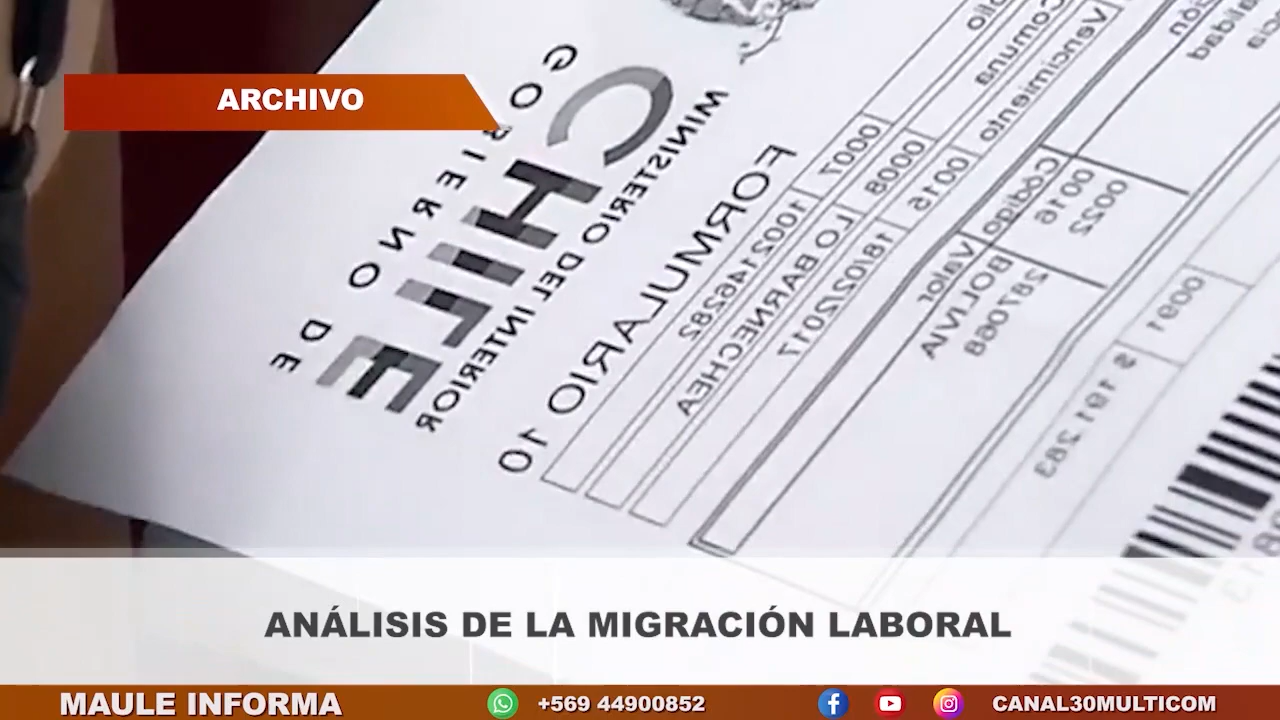 ARCHIVO
GOBIERNO DE
CHILE
MINISTERIO DEL INTERIOR
FORMULARIO 10
0007 1002146282
Comuna 0008 LO BARNECHEA
Vencimiento 0015 18/02/2017
Código Valor
0016 BOLIVIA
0022 287068
0091 $ 191.283
ANÁLISIS DE LA MIGRACIÓN LABORAL
MAULE INFORMA
+569 44900852
CANAL30MULTICOM